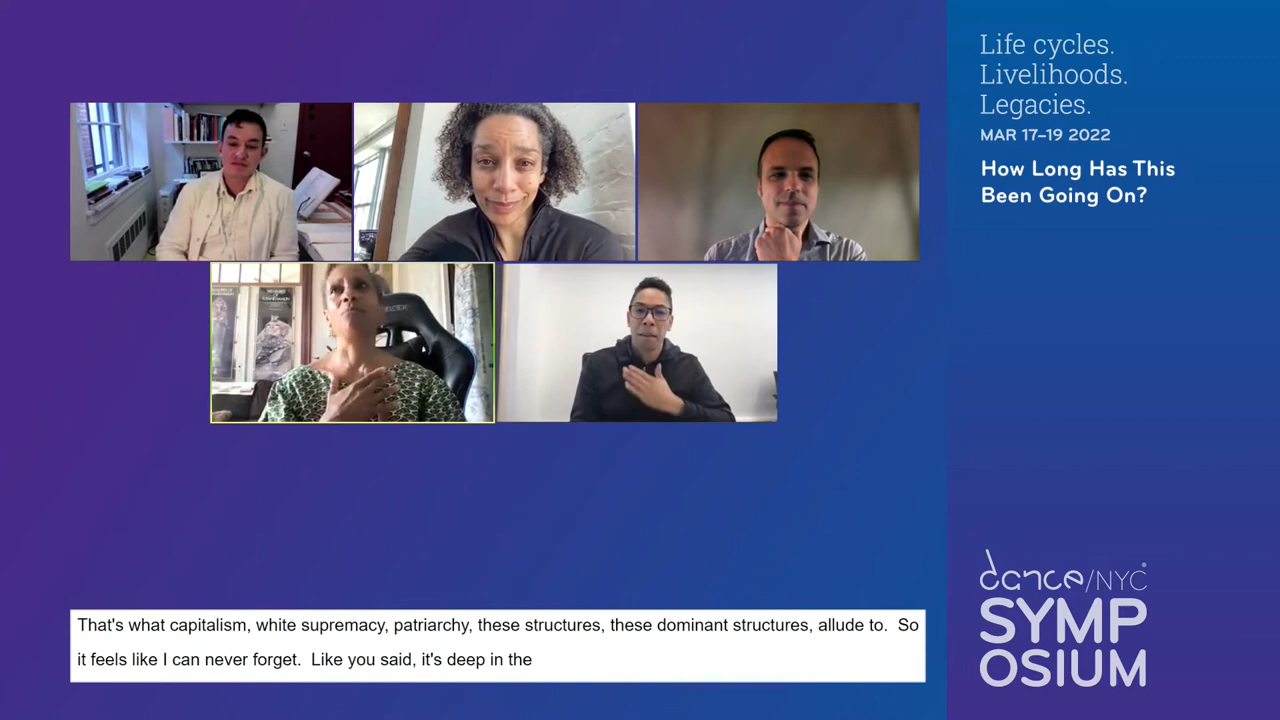 Life cycles.
Livelihoods.
Legacies.
MAR 17–19 2022
How Long Has This
Been Going On?
That's what capitalism, white supremacy, patriarchy, these structures, these dominant structures, allude to.  So
it feels like I can never forget.  Like you said, it's deep in the
dance/NYC
SYMP
OSIUM